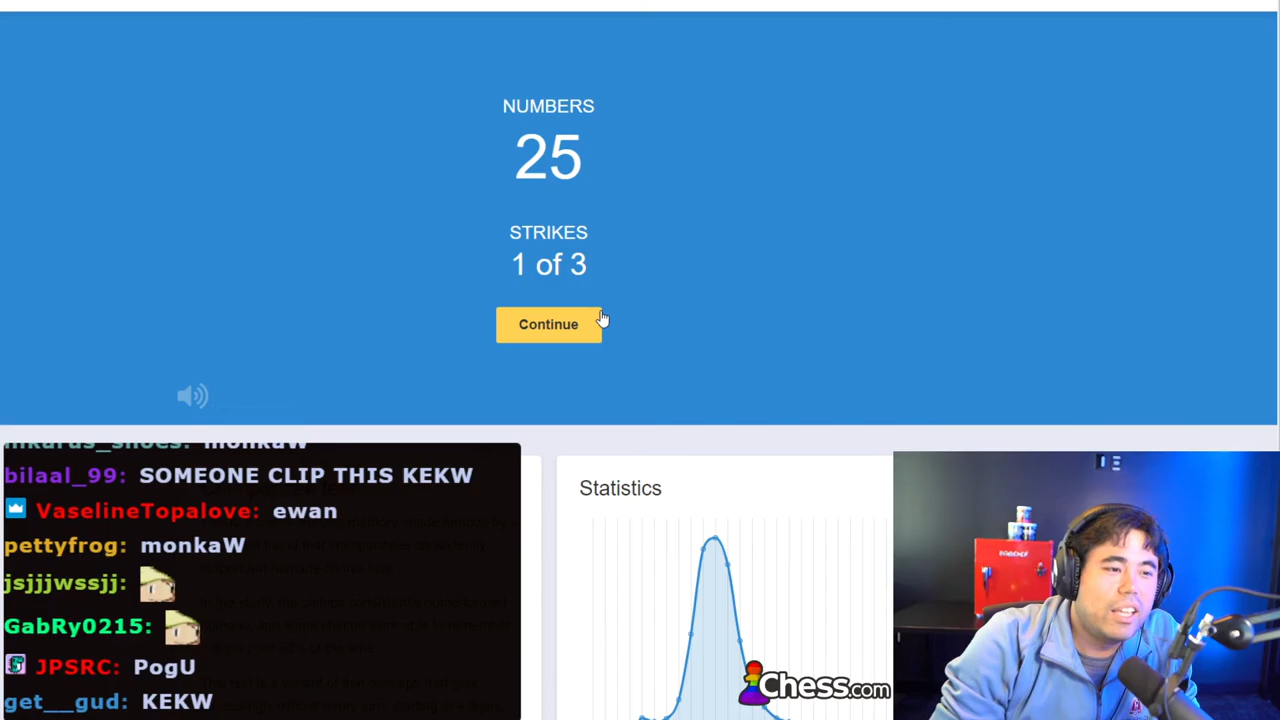 NUMBERS
25
STRIKES
1 of 3
Continue
monkaW
bilaal_99: SOMEONE CLIP THIS KEKW
VaselineTopalove: ewan
pettyfrog: monkaW
jsjjjwssjj:
GabRy0215:
JPSRC: PogU
get__gud: KEKW
Statistics
Chess.com